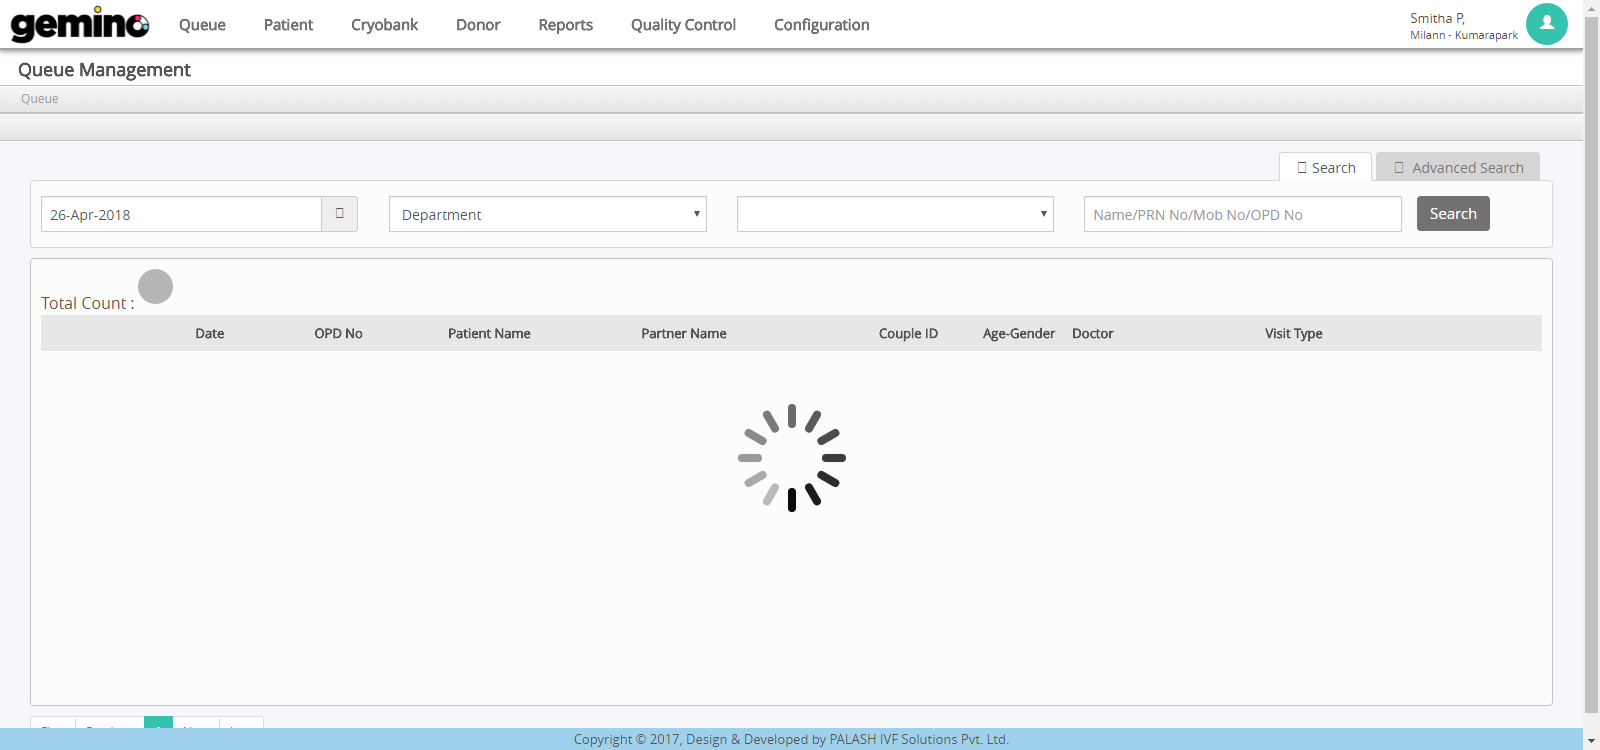 gemino Queue Patient Cryobank Donor Reports Quality Control Configuration
Smitha P,
Milann - Kumarapark
Queue Management
Queue
Search Advanced Search
26-Apr-2018 Department Name/PRN No/Mob No/OPD No Search
Total Count :
Date OPD No Patient Name Partner Name Couple ID Age-Gender Doctor Visit Type
Copyright © 2017, Design & Developed by PALASH IVF Solutions Pvt. Ltd.